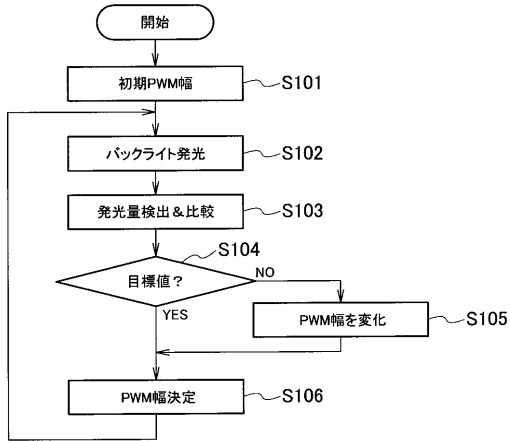 開始
初期PWM幅
S101
バックライト発光
S102
発光量検出&比較
S103
S104
目標値?
NO
YES
PWM幅を変化
S105
PWM幅決定
S106